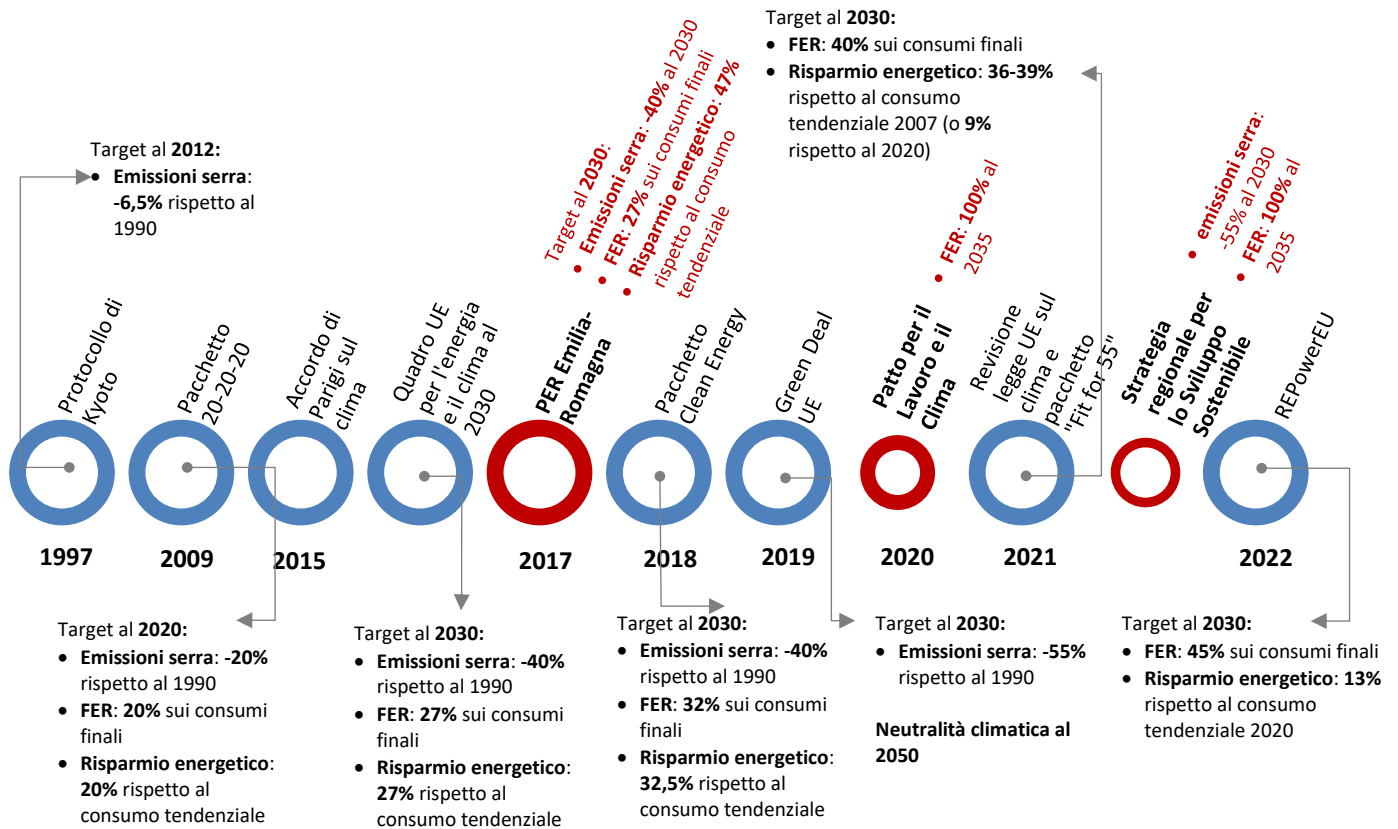 Target al 2012:
• Emissioni serra:
-6,5% rispetto al
1990
Target al 2030:
• Emissioni serra: -40% al 2030
• FER: 27% sui consumi finali
• Risparmio energetico: 47%
rispetto al consumo
tendenziale
Target al 2030:
• FER: 40% sui consumi finali
• Risparmio energetico: 36-39%
rispetto al consumo
tendenziale 2007 (o 9%
rispetto al 2020)
• FER: 100% al
2035
• emissioni serra:
-55% al 2030
• FER: 100% al
2035
Protocollo di
Kyoto
Pacchetto
20-20-20
Accordo di
Parigi sul
clima
Quadro UE
per l'energia
e il clima al
2030
PER Emilia-
Romagna
Pacchetto
Clean Energy
Green Deal
UE
Patto per il
Lavoro e il
Clima
Revisione
legge UE sul
clima e
pacchetto
"Fit for 55"
Strategia
regionale per
lo Sviluppo
Sostenibile
REPowerEU
1997
2009
2015
2017
2018
2019
2020
2021
2022
Target al 2020:
• Emissioni serra: -20%
rispetto al 1990
• FER: 20% sui consumi
finali
• Risparmio energetico:
20% rispetto al
consumo tendenziale
Target al 2030:
• Emissioni serra: -40%
rispetto al 1990
• FER: 27% sui consumi
finali
• Risparmio energetico:
27% rispetto al
consumo tendenziale
Target al 2030:
• Emissioni serra: -40%
rispetto al 1990
• FER: 32% sui consumi
finali
• Risparmio energetico:
32,5% rispetto al
consumo tendenziale
Target al 2030:
• Emissioni serra: -55%
rispetto al 1990
Neutralità climatica al
2050
Target al 2030:
• FER: 45% sui consumi finali
• Risparmio energetico: 13%
rispetto al consumo
tendenziale 2020